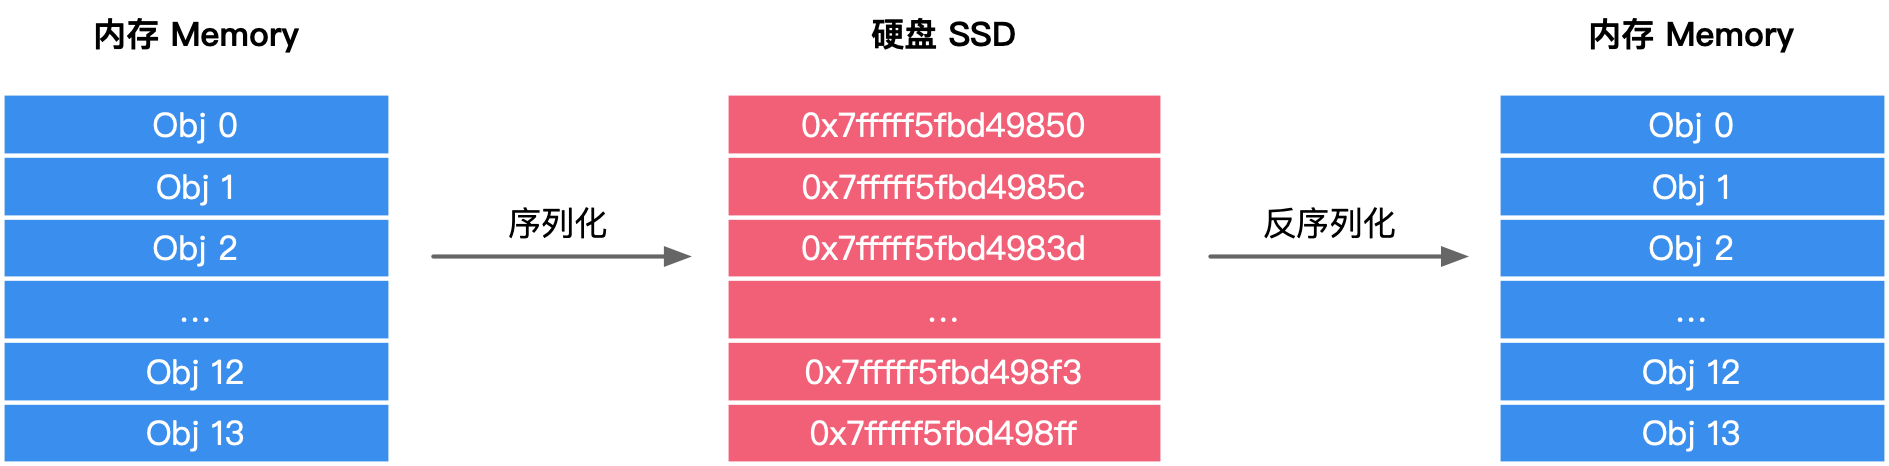 内存 Memory
Obj 0
Obj 1
Obj 2
...
Obj 12
Obj 13
序列化
硬盘 SSD
0x7fffff5fbd49850
0x7fffff5fbd4985c
0x7fffff5fbd4983d
...
0x7fffff5fbd498f3
0x7fffff5fbd498ff
反序列化
内存 Memory
Obj 0
Obj 1
Obj 2
...
Obj 12
Obj 13